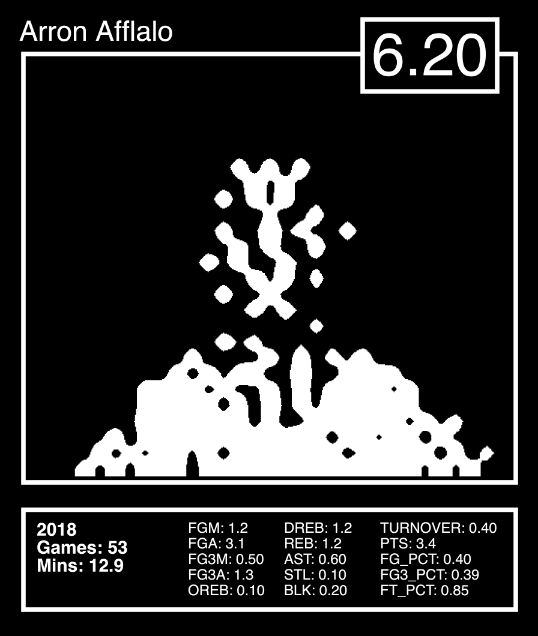 Arron Afflalo
6.20
2018
Games: 53
Mins: 12.9
FGM: 1.2
FGA: 3.1
FG3M: 0.50
FG3A: 1.3
OREB: 0.10
DREB: 1.2
REB: 1.2
AST: 0.60
STL: 0.10
BLK: 0.20
TURNOVER: 0.40
PTS: 3.4
FG_PCT: 0.40
FG3_PCT: 0.39
FT_PCT: 0.85